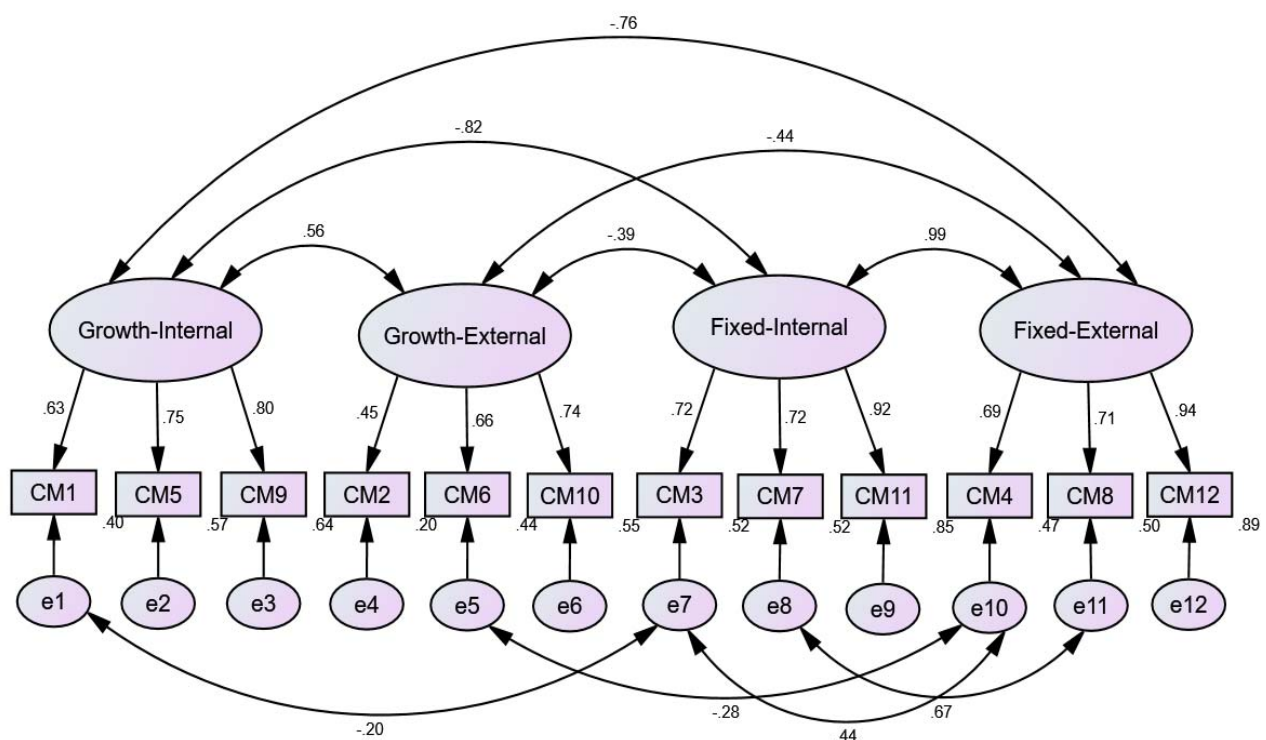 -.76
-.82
-.44
.56
-.39
.99
Growth-Internal
Growth-External
Fixed-Internal
Fixed-External
.63
.75
.80
.45
.66
.74
.72
.72
.92
.69
.71
.94
CM1
CM5
CM9
CM2
CM6
CM10
CM3
CM7
CM11
CM4
CM8
CM12
.40
.57
.64
.20
.44
.55
.52
.52
.85
.47
.50
.89
e1
e2
e3
e4
e5
e6
e7
e8
e9
e10
e11
e12
-.20
-.28
.44
.67